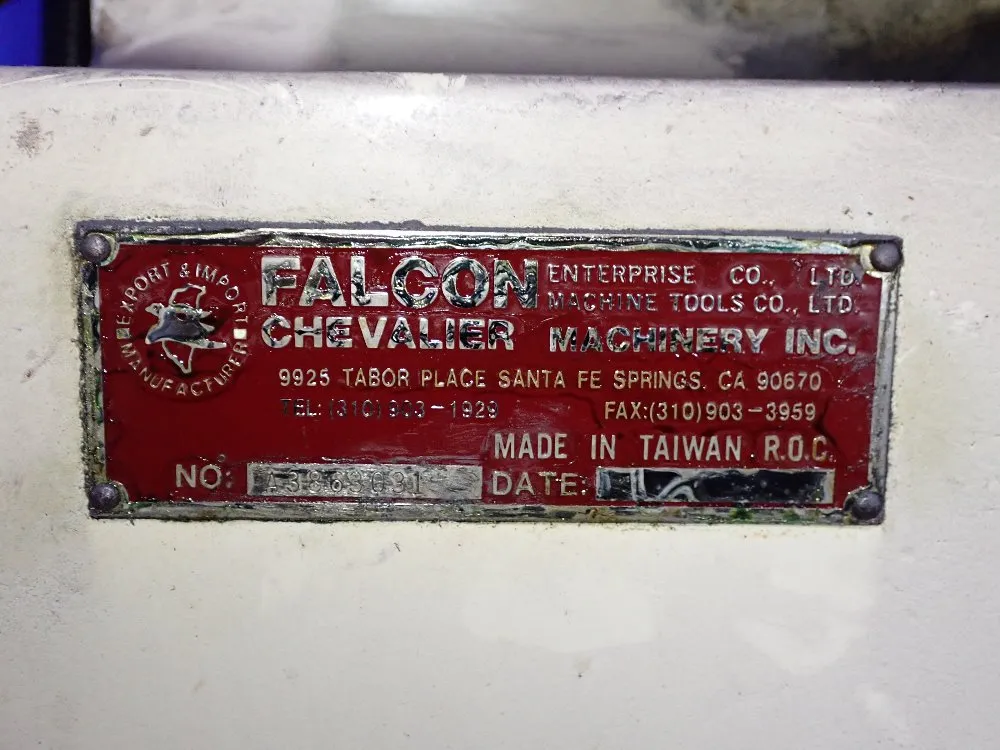 EXPORT & IMPORT
MANUFACTURER
FALCON ENTERPRISE CO., LTD.
MACHINE TOOLS CO., LTD.
CHEVALIER MACHINERY INC.
9925 TABOR PLACE SANTA FE SPRINGS. CA 90670
TEL:(310)903-1929 FAX:(310)903-3959
MADE IN TAIWAN R.O.C.
NO: A3868031 DATE: